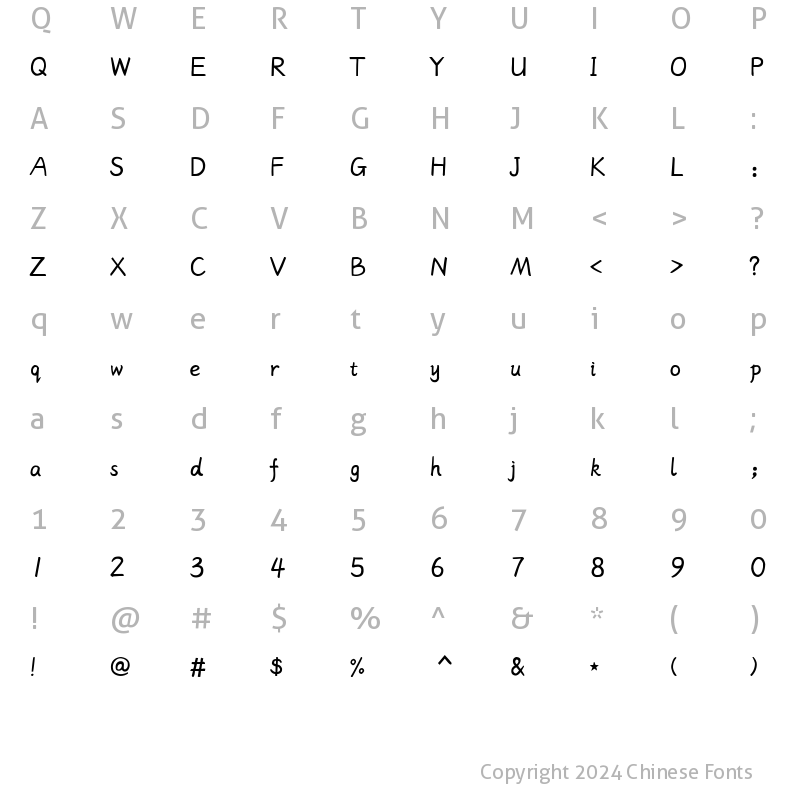 Q W E R T Y U I O P
Q W E R T Y U I O P
A S D F G H J K L :
A S D F G H J K L :
Z X C V B N M < > ?
Z X C V B N M < > ?
q w e r t y u i o p
q w e r t y u i o p
a s d f g h j k l ;
a s d f g h j k l ;
1 2 3 4 5 6 7 8 9 0
1 2 3 4 5 6 7 8 9 0
! @ # $ % ^ & * ( )
! @ # $ % ^ & * ( )
Copyright 2024 Chinese Fonts